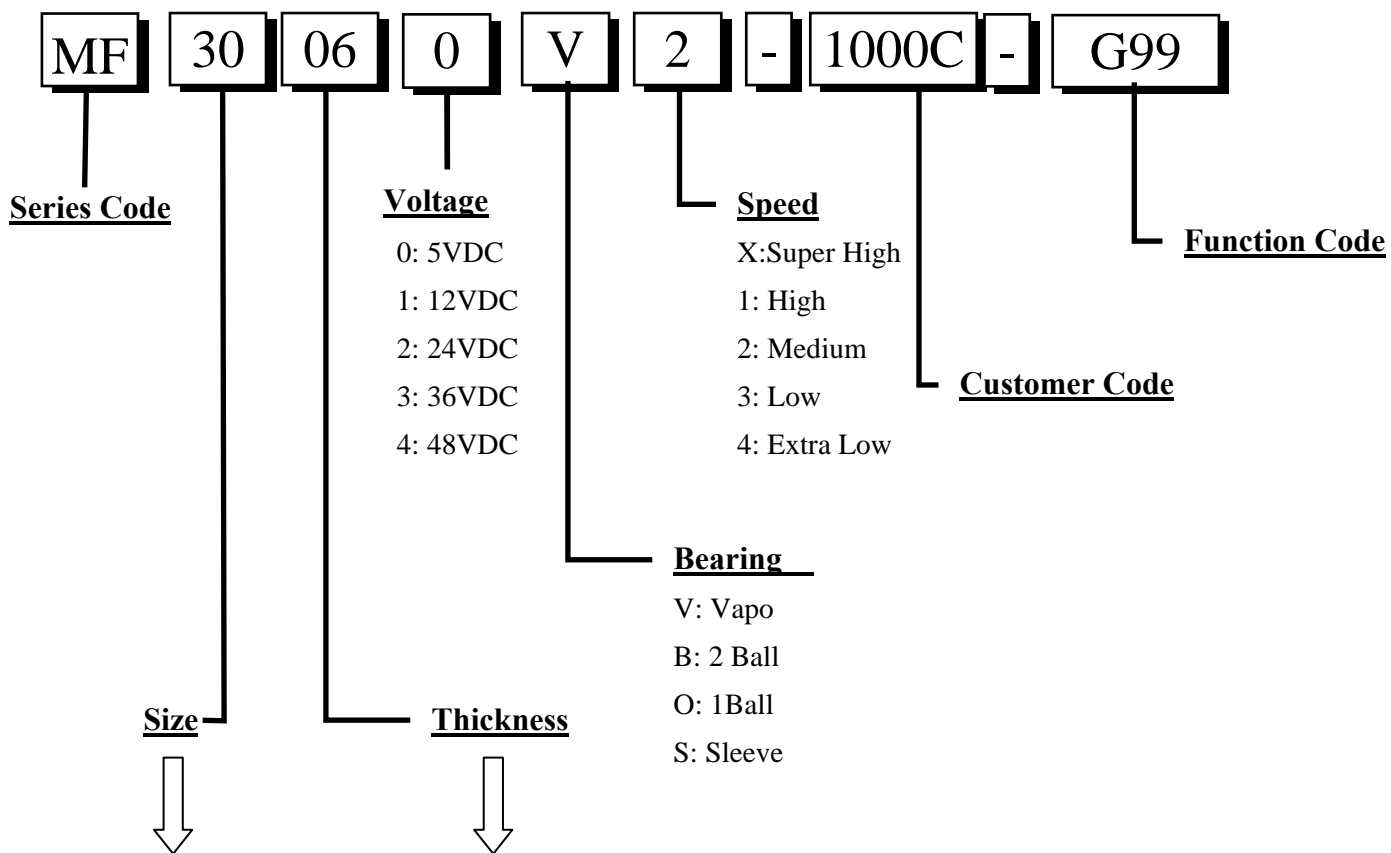 MF 30 06 0 V 2 - 1000C - G99
Series Code
Voltage
0: 5VDC
1: 12VDC
2: 24VDC
3: 36VDC
4: 48VDC
Speed
X:Super High
1: High
2: Medium
3: Low
4: Extra Low
Function Code
Customer Code
Bearing
V: Vapo
B: 2 Ball
O: 1Ball
S: Sleeve
Size
Thickness